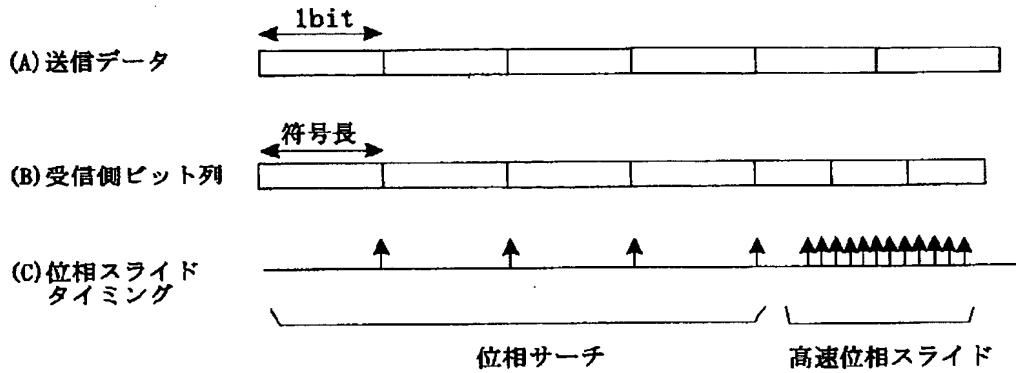 1bit
(A)送信データ
符号長
(B)受信側ビット列
(C)位相スライド
タイミング
位相サーチ
高速位相スライド